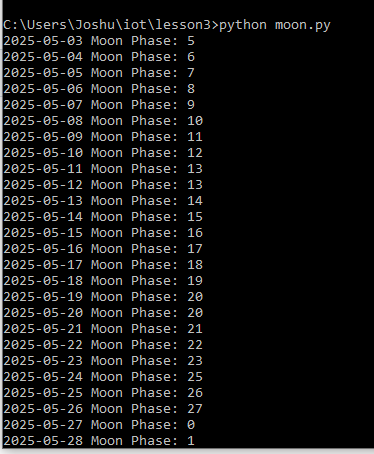 C:\Users\Joshu\iot\lesson3>python moon.py
2025-05-03 Moon Phase: 5
2025-05-04 Moon Phase: 6
2025-05-05 Moon Phase: 7
2025-05-06 Moon Phase: 8
2025-05-07 Moon Phase: 9
2025-05-08 Moon Phase: 10
2025-05-09 Moon Phase: 11
2025-05-10 Moon Phase: 12
2025-05-11 Moon Phase: 13
2025-05-12 Moon Phase: 13
2025-05-13 Moon Phase: 14
2025-05-14 Moon Phase: 15
2025-05-15 Moon Phase: 16
2025-05-16 Moon Phase: 17
2025-05-17 Moon Phase: 18
2025-05-18 Moon Phase: 19
2025-05-19 Moon Phase: 20
2025-05-20 Moon Phase: 20
2025-05-21 Moon Phase: 21
2025-05-22 Moon Phase: 22
2025-05-23 Moon Phase: 23
2025-05-24 Moon Phase: 25
2025-05-25 Moon Phase: 26
2025-05-26 Moon Phase: 27
2025-05-27 Moon Phase: 0
2025-05-28 Moon Phase: 1